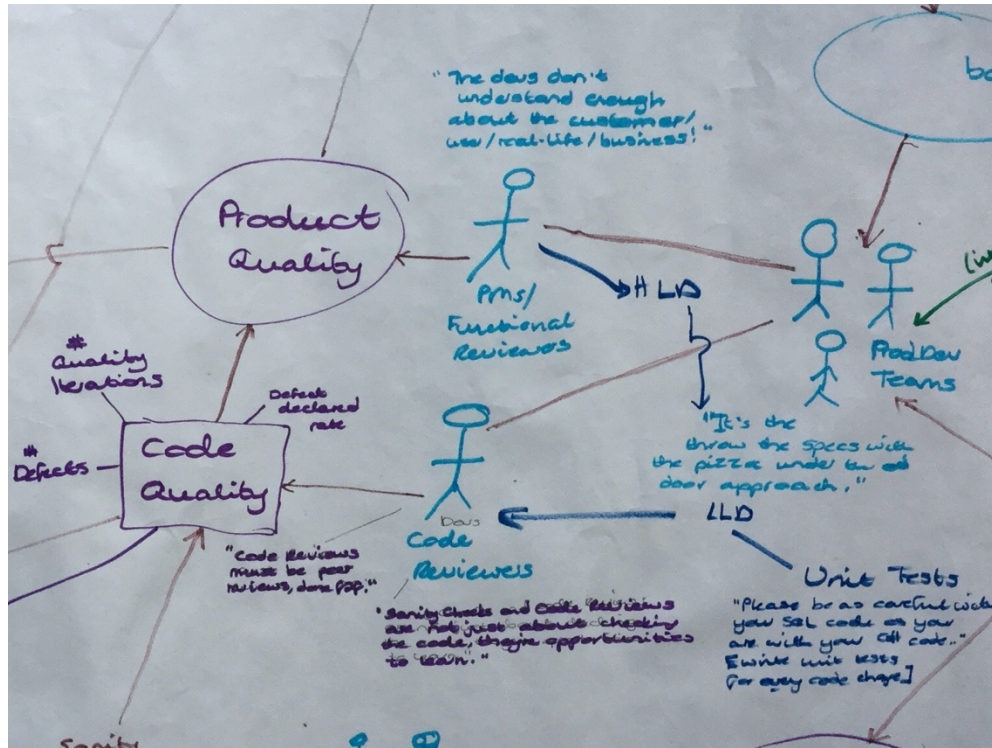 "The devs don't
understand enough
about the customer/
user/real-life/business!"
Product
Quality
PMs/
Functional
Reviewers
HLD
ProdDev
Teams
#
Quality
Iterations
Defect
declared
rate
#
Defects
Code
Quality
"It's the
throw the specs with
the pizza under the
door approach."
LLD
Devs
Code
Reviewers
"Code Reviews
must be peer
reviews, done f2f."
"Sanity Checks and Code Reviews
are not just about checking
the code, they're opportunities
to learn."
Unit Tests
"Please be as careful with
your SQL code as you
are with your C# code.."
[write unit tests
for every code change]
Sanity